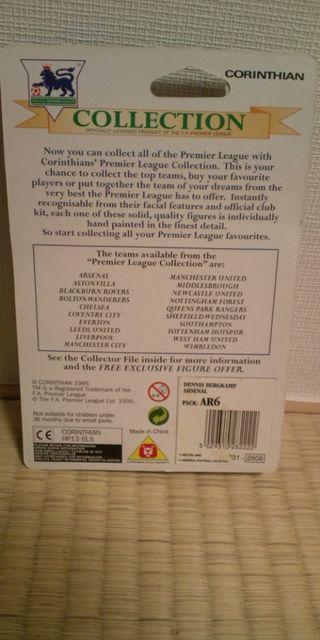 CORINTHIAN
COLLECTION
OFFICIALLY LICENSED PRODUCT OF THE F.A. PREMIER LEAGUE
Now you can collect all of the Premier League with
Corinthians' Premier League Collection. This is your
chance to collect the top teams, buy your favourite
players or put together the team of your dreams from the
very best the Premier League has to offer. Instantly
recognisable from their facial features and official club
kit, each one of these solid, quality figures is individually
hand painted in the finest detail.
So start collecting all your Premier League favourites.
The teams available from the
"Premier League Collection" are:
ARSENAL
ASTON VILLA
BLACKBURN ROVERS
BOLTON WANDERERS
CHELSEA
COVENTRY CITY
EVERTON
LEEDS UNITED
LIVERPOOL
MANCHESTER CITY
MANCHESTER UNITED
MIDDLESBROUGH
NEWCASTLE UNITED
NOTTINGHAM FOREST
QUEENS PARK RANGERS
SHEFFIELD WEDNESDAY
SOUTHAMPTON
TOTTENHAM HOTSPUR
WEST HAM UNITED
WIMBLEDON
See the Collector File inside for more information
and the FREE EXCLUSIVE FIGURE OFFER.
© CORINTHIAN 1995
TM is a Registered Trademark of the
F.A. Premier League
© The F.A. Premier League Ltd. 1995.
Not suitable for children under
36 months due to small parts.
CE
CORINTHIAN
HP13 6LS
Made in China
DENNIS BERGKAMP
ARSENAL
PACK: AR6
*31-2808